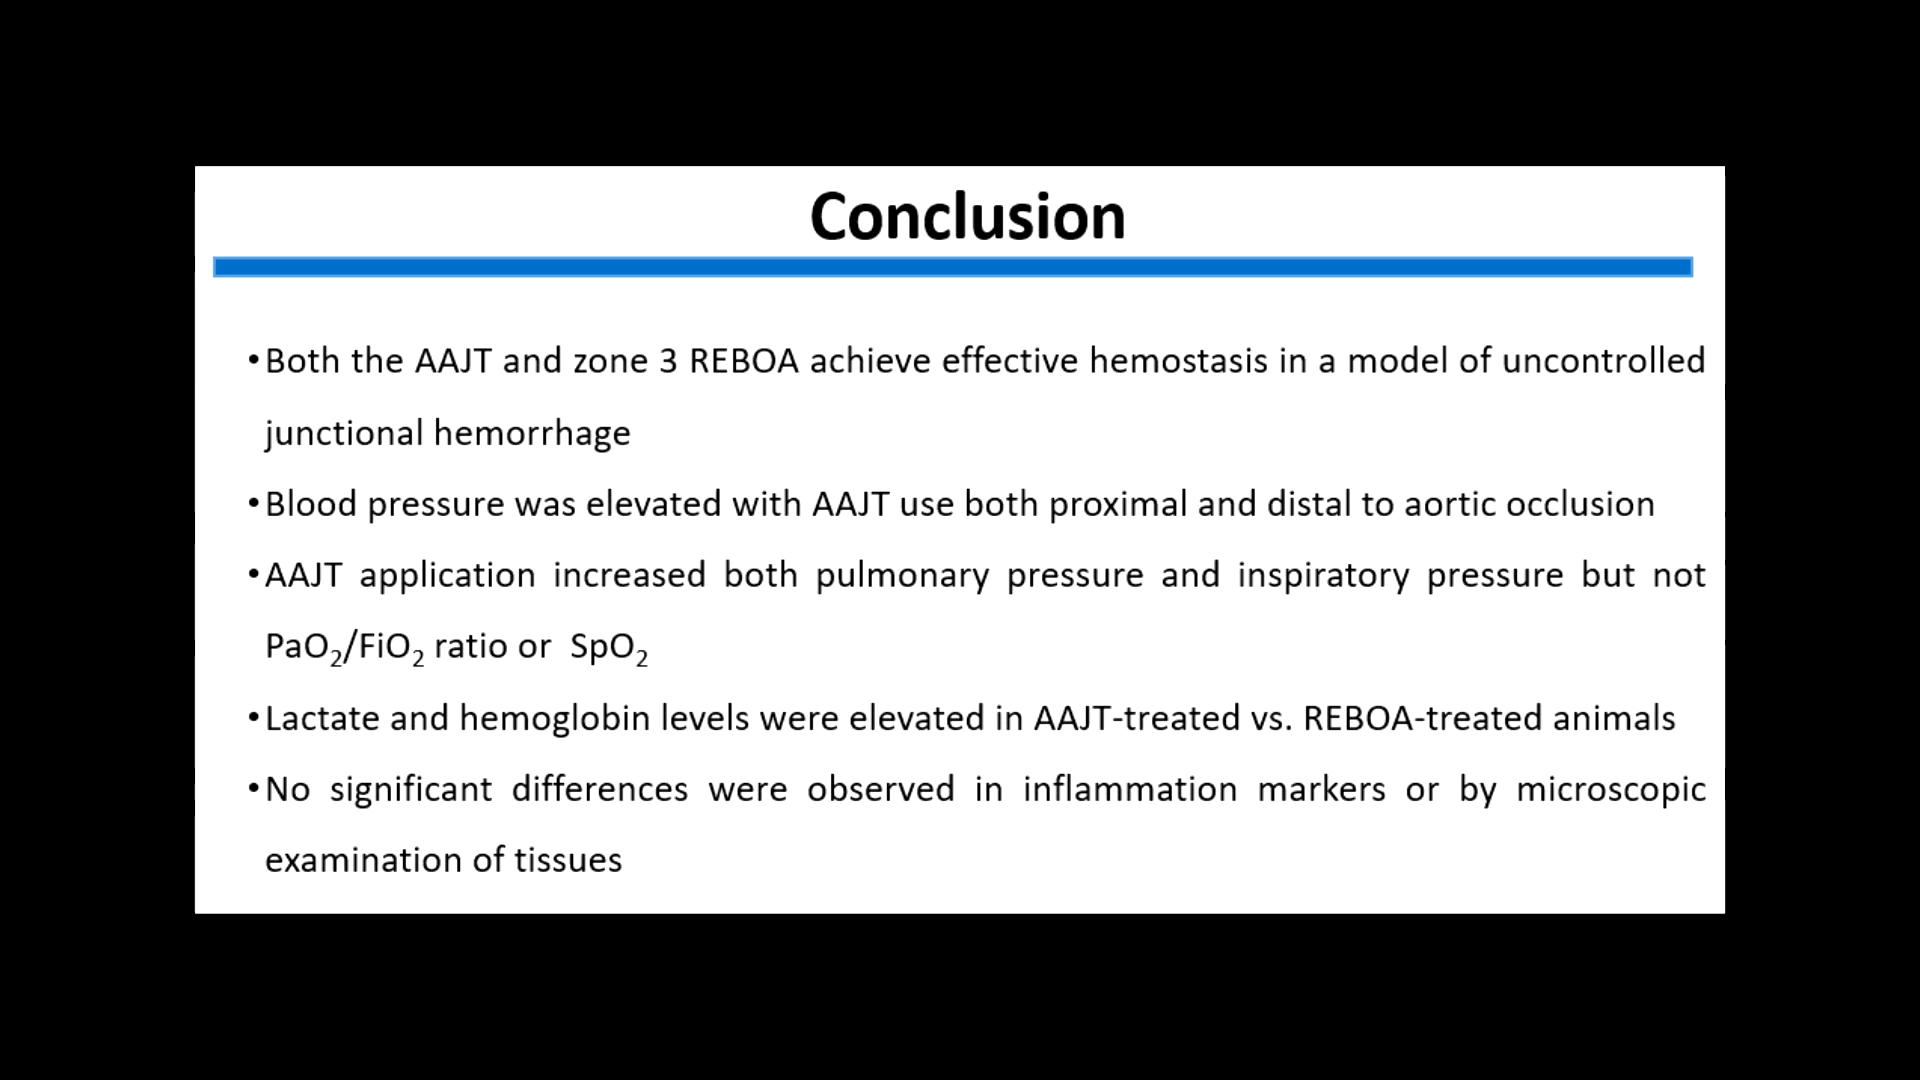 Conclusion
•Both the AAJT and zone 3 REBOA achieve effective hemostasis in a model of uncontrolled
junctional hemorrhage
•Blood pressure was elevated with AAJT use both proximal and distal to aortic occlusion
•AAJT application increased both pulmonary pressure and inspiratory pressure but not
PaO₂/FiO₂ ratio or SpO₂
•Lactate and hemoglobin levels were elevated in AAJT-treated vs. REBOA-treated animals
•No significant differences were observed in inflammation markers or by microscopic
examination of tissues